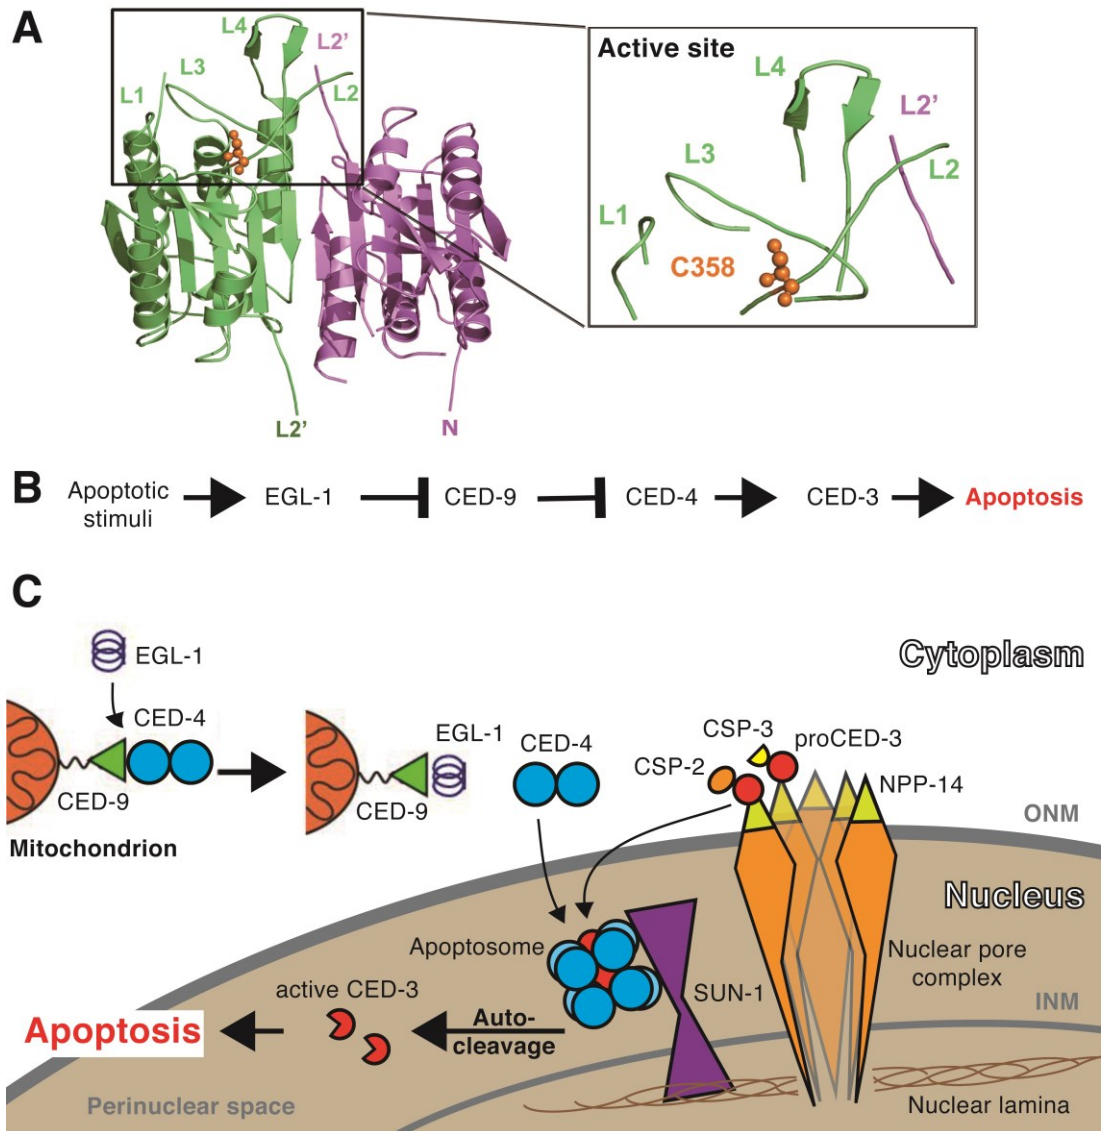 A
L4
L2'
L3
L1
L2
L2'
N
Active site
L4
L2'
L3
L2
L1
C358
B
Apoptotic
stimuli
EGL-1
CED-9
CED-4
CED-3
Apoptosis
C
EGL-1
CED-4
CED-9
Mitochondrion
EGL-1
CED-9
CED-4
Cytoplasm
CSP-3
proCED-3
CSP-2
NPP-14
ONM
Nucleus
Apoptosome
Nuclear pore
complex
SUN-1
active CED-3
INM
Auto-
cleavage
Apoptosis
Perinuclear space
Nuclear lamina